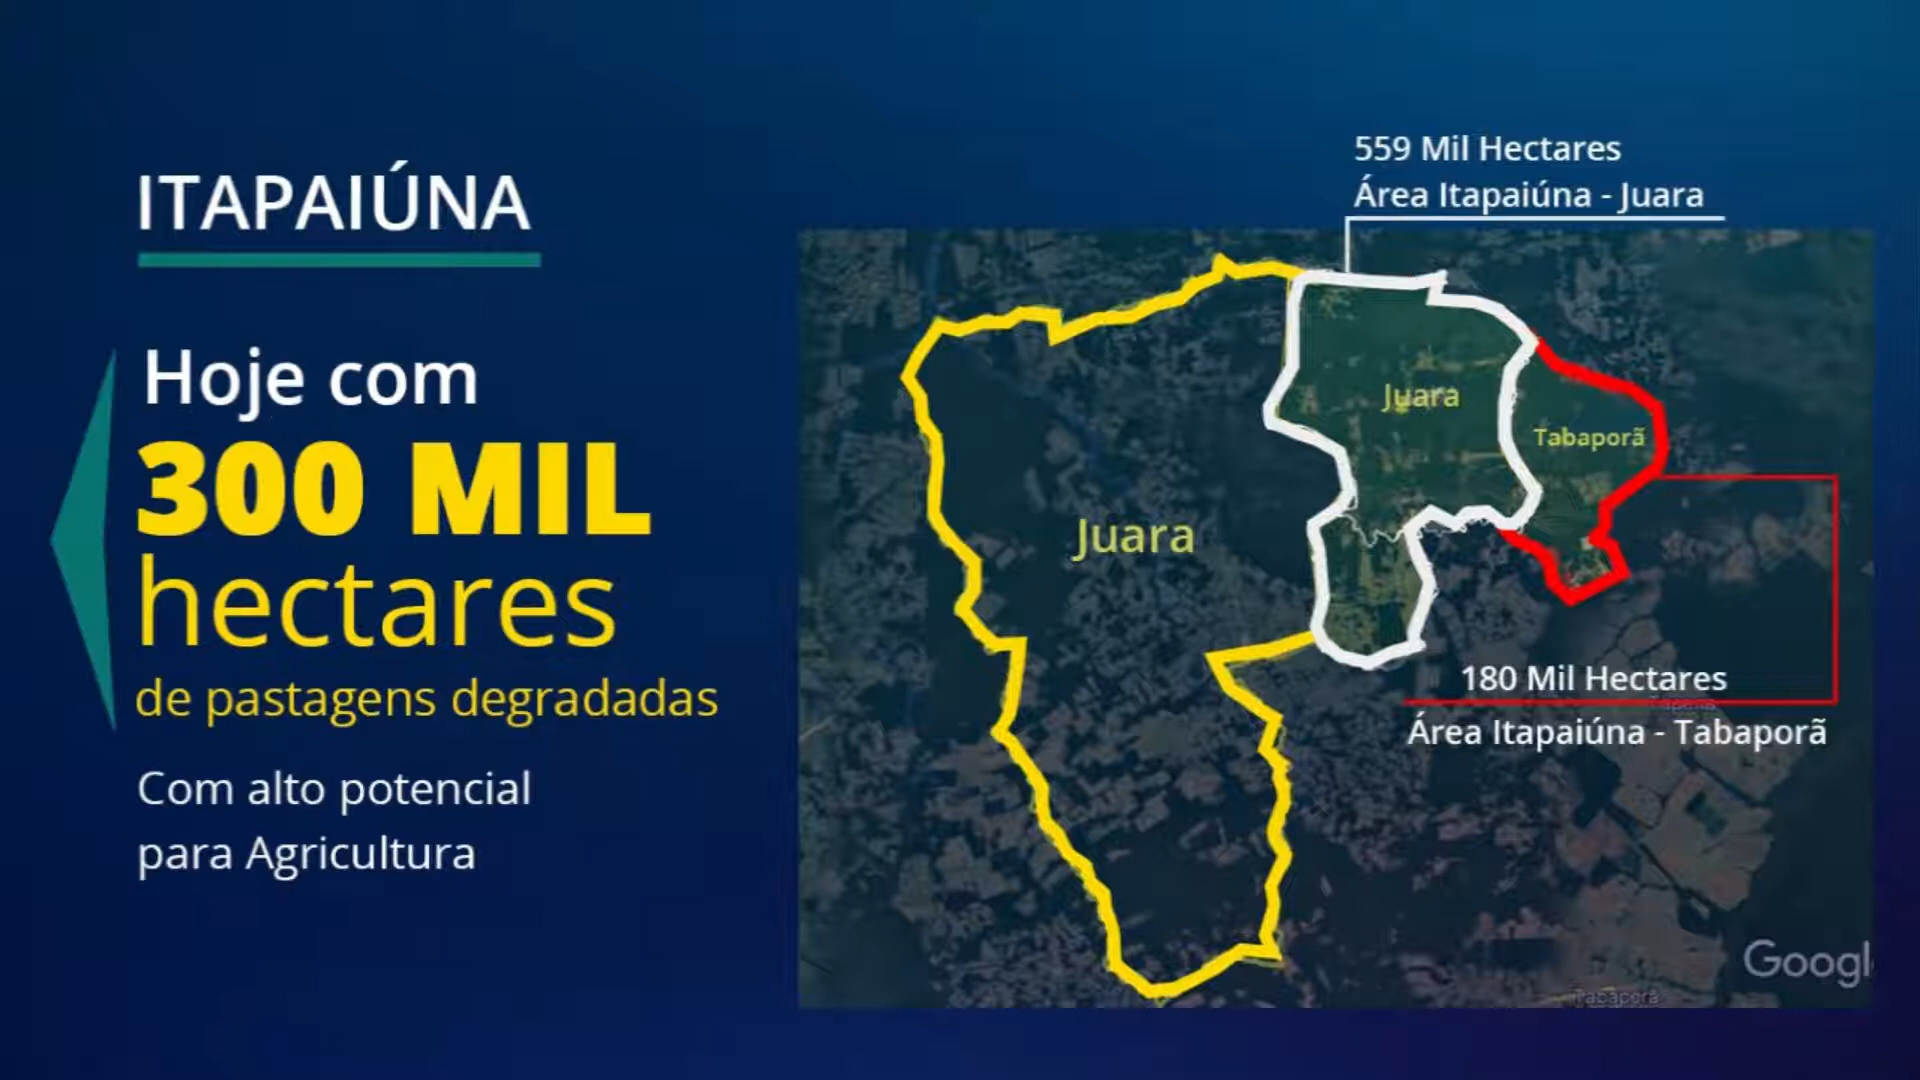 ITAPAIÚNA
Hoje com
300 MIL
hectares
de pastagens degradadas
Com alto potencial
para Agricultura
559 Mil Hectares
Área Itapaiúna - Juara
Juara
Tabaporã
Juara
180 Mil Hectares
Área Itapaiúna - Tabaporã
Googl
Tabaporã